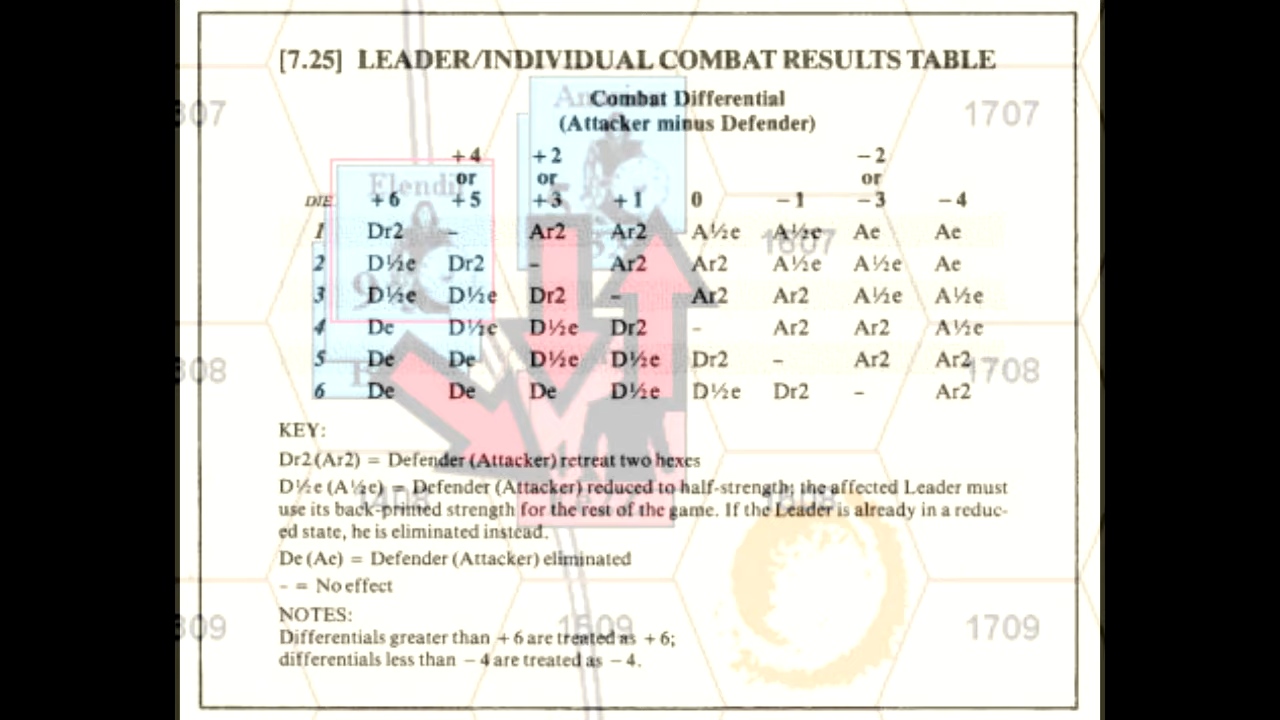 [7.25] LEADER/INDIVIDUAL COMBAT RESULTS TABLE
Combat Differential
(Attacker minus Defender)
+4 +2 −2
or or or
DIE +6 +5 +3 +1 0 −1 −3 −4
1 Dr2 – Ar2 Ar2 A½e A½e Ae Ae
2 D½e Dr2 – Ar2 Ar2 A½e A½e Ae
3 D½e D½e Dr2 – Ar2 Ar2 A½e A½e
4 De D½e D½e Dr2 – Ar2 Ar2 A½e
5 De De D½e D½e Dr2 – Ar2 Ar2
6 De De De D½e D½e Dr2 – Ar2
KEY:
Dr2 (Ar2) = Defender (Attacker) retreat two hexes
D½e (A½e) = Defender (Attacker) reduced to half-strength; the affected Leader must
use its back-printed strength for the rest of the game. If the Leader is already in a reduc-
ed state, he is eliminated instead.
De (Ae) = Defender (Attacker) eliminated
– = No effect
NOTES:
Differentials greater than +6 are treated as +6;
differentials less than −4 are treated as −4.
1707
1607
1708
1509
1709